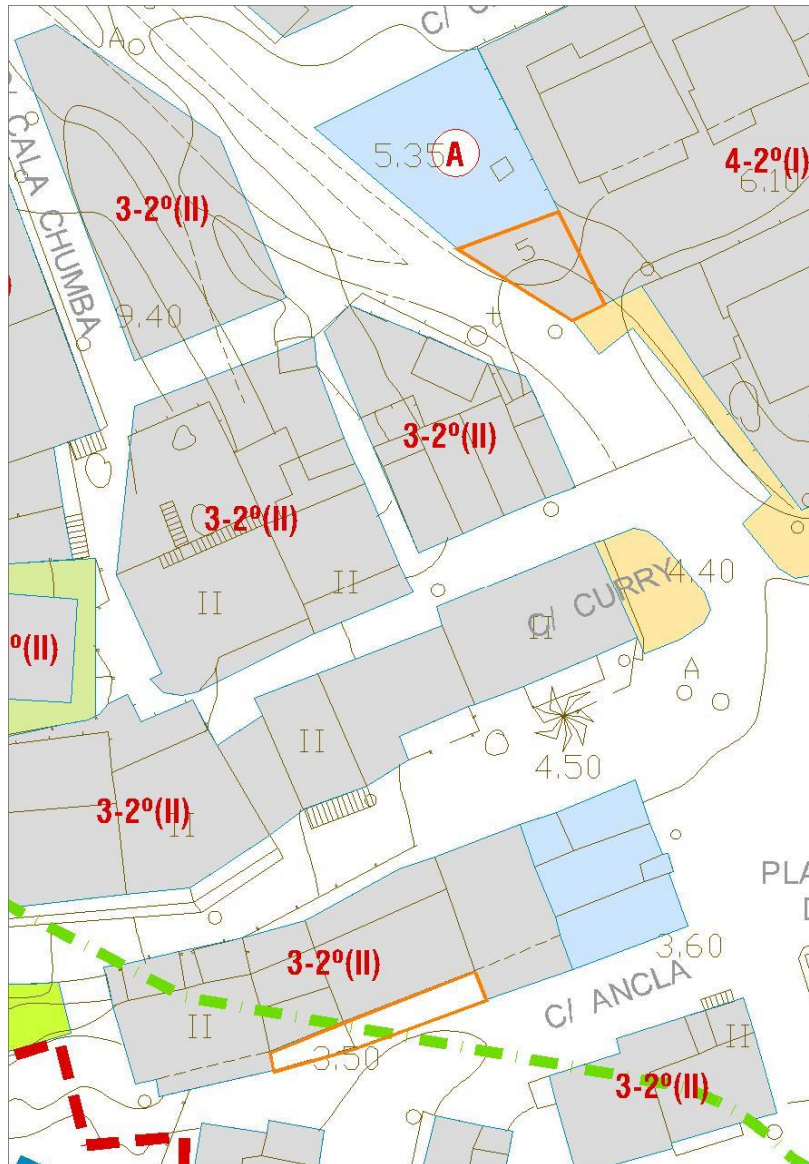 C/ C
A
C/ CALA CHUMBA
5.35
A
4-2º(I)
6.10
3-2º(II)
5
9.40
3-2º(II)
3-2º(II)
II
II
C/ CURRY
4.40
II
º(II)
A
II
4.50
3-2º(II)
II
PLA
D
3-2º(II)
3.60
C/ ANCLA
II
3.50
II
3-2º(II)